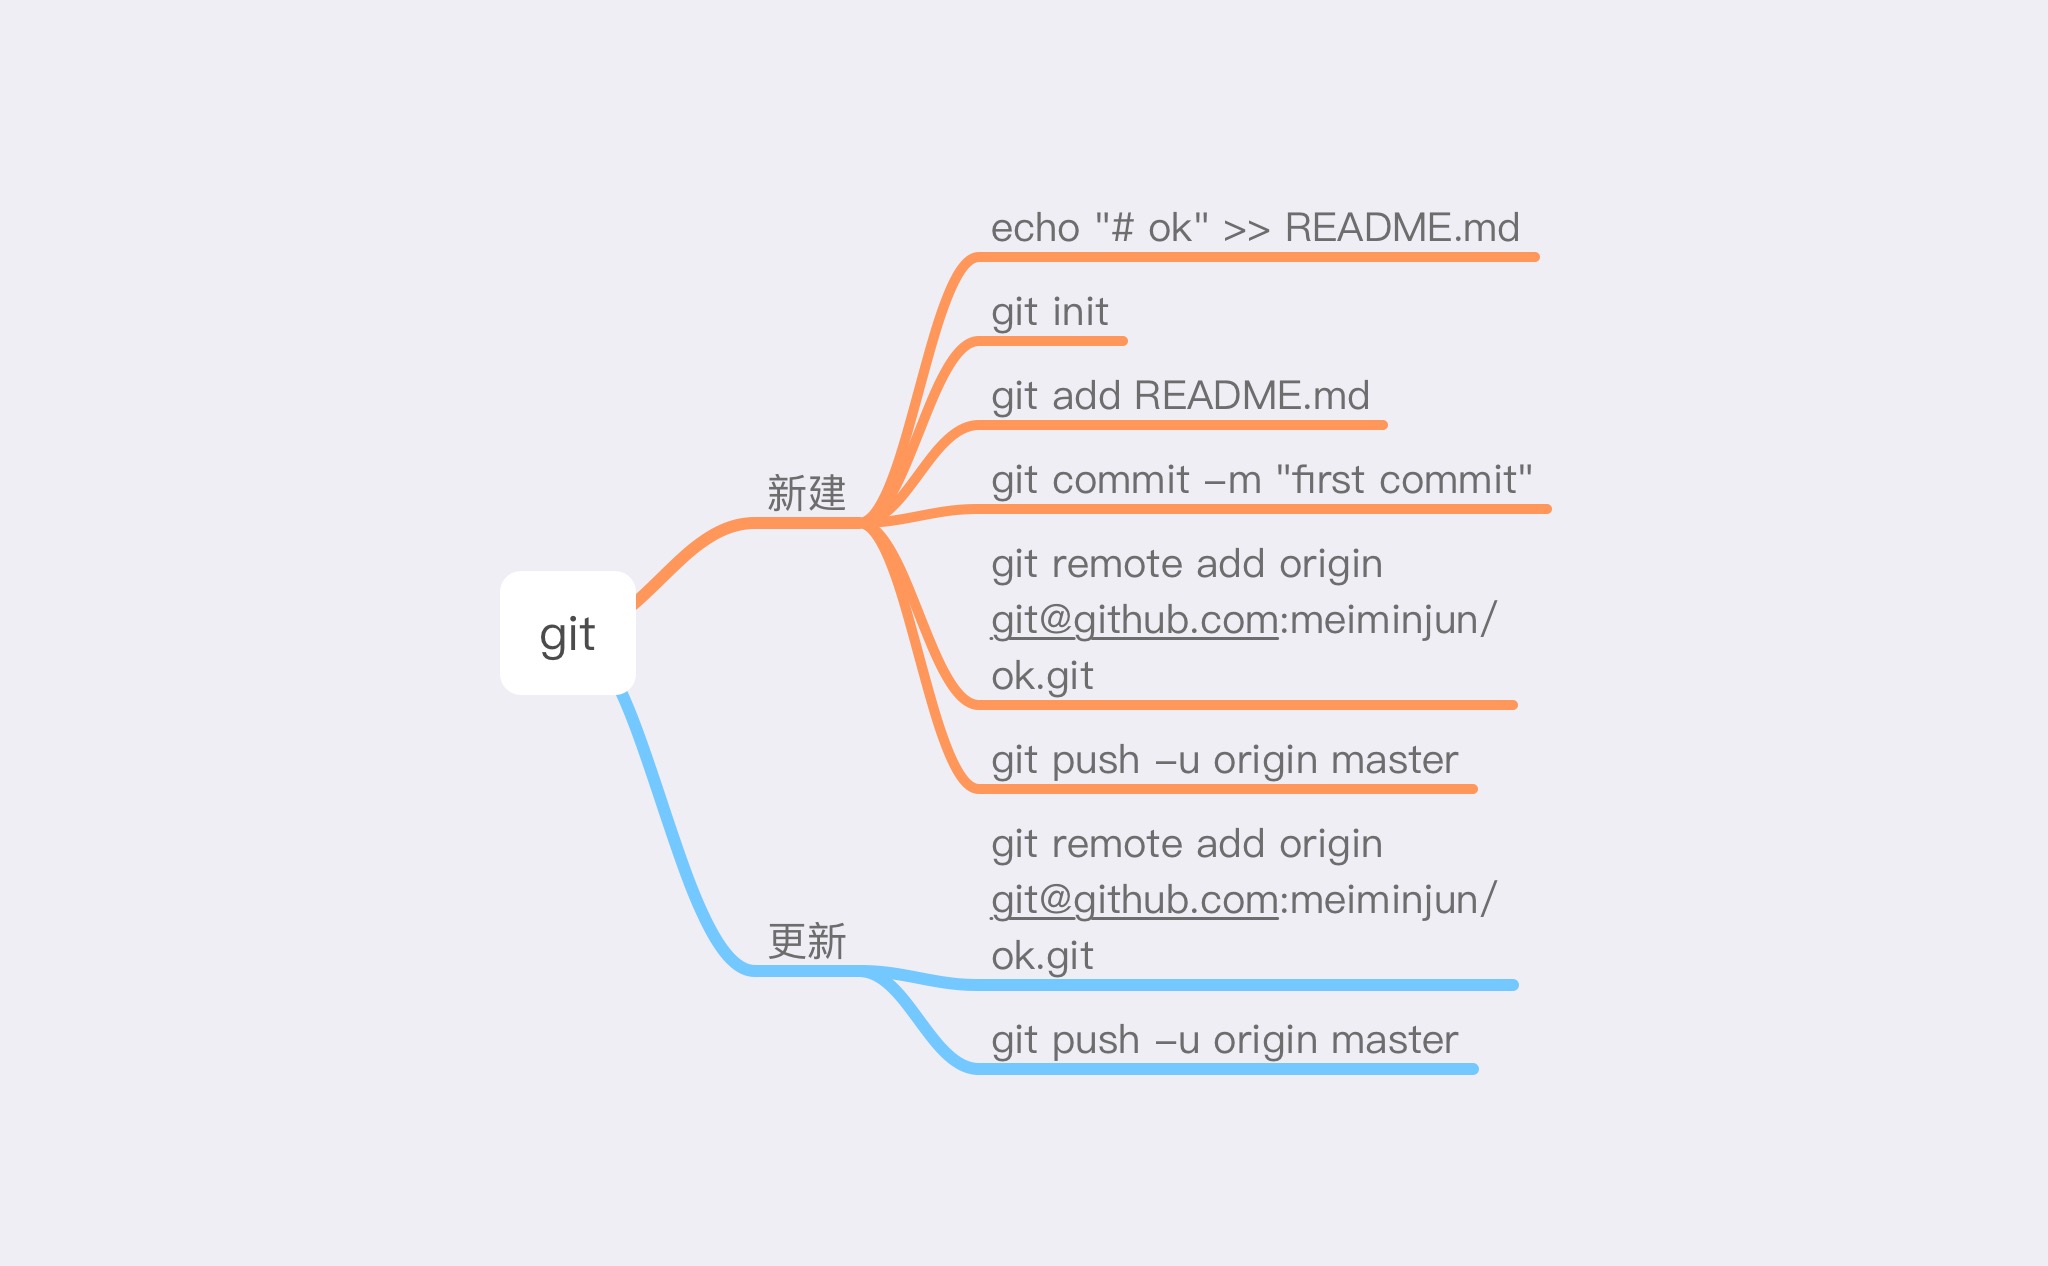 git
新建
echo "# ok" >> README.md
git init
git add README.md
git commit –m "first commit"
git remote add origin
git@github.com:meiminjun/
ok.git
git push –u origin master
更新
git remote add origin
git@github.com:meiminjun/
ok.git
git push –u origin master